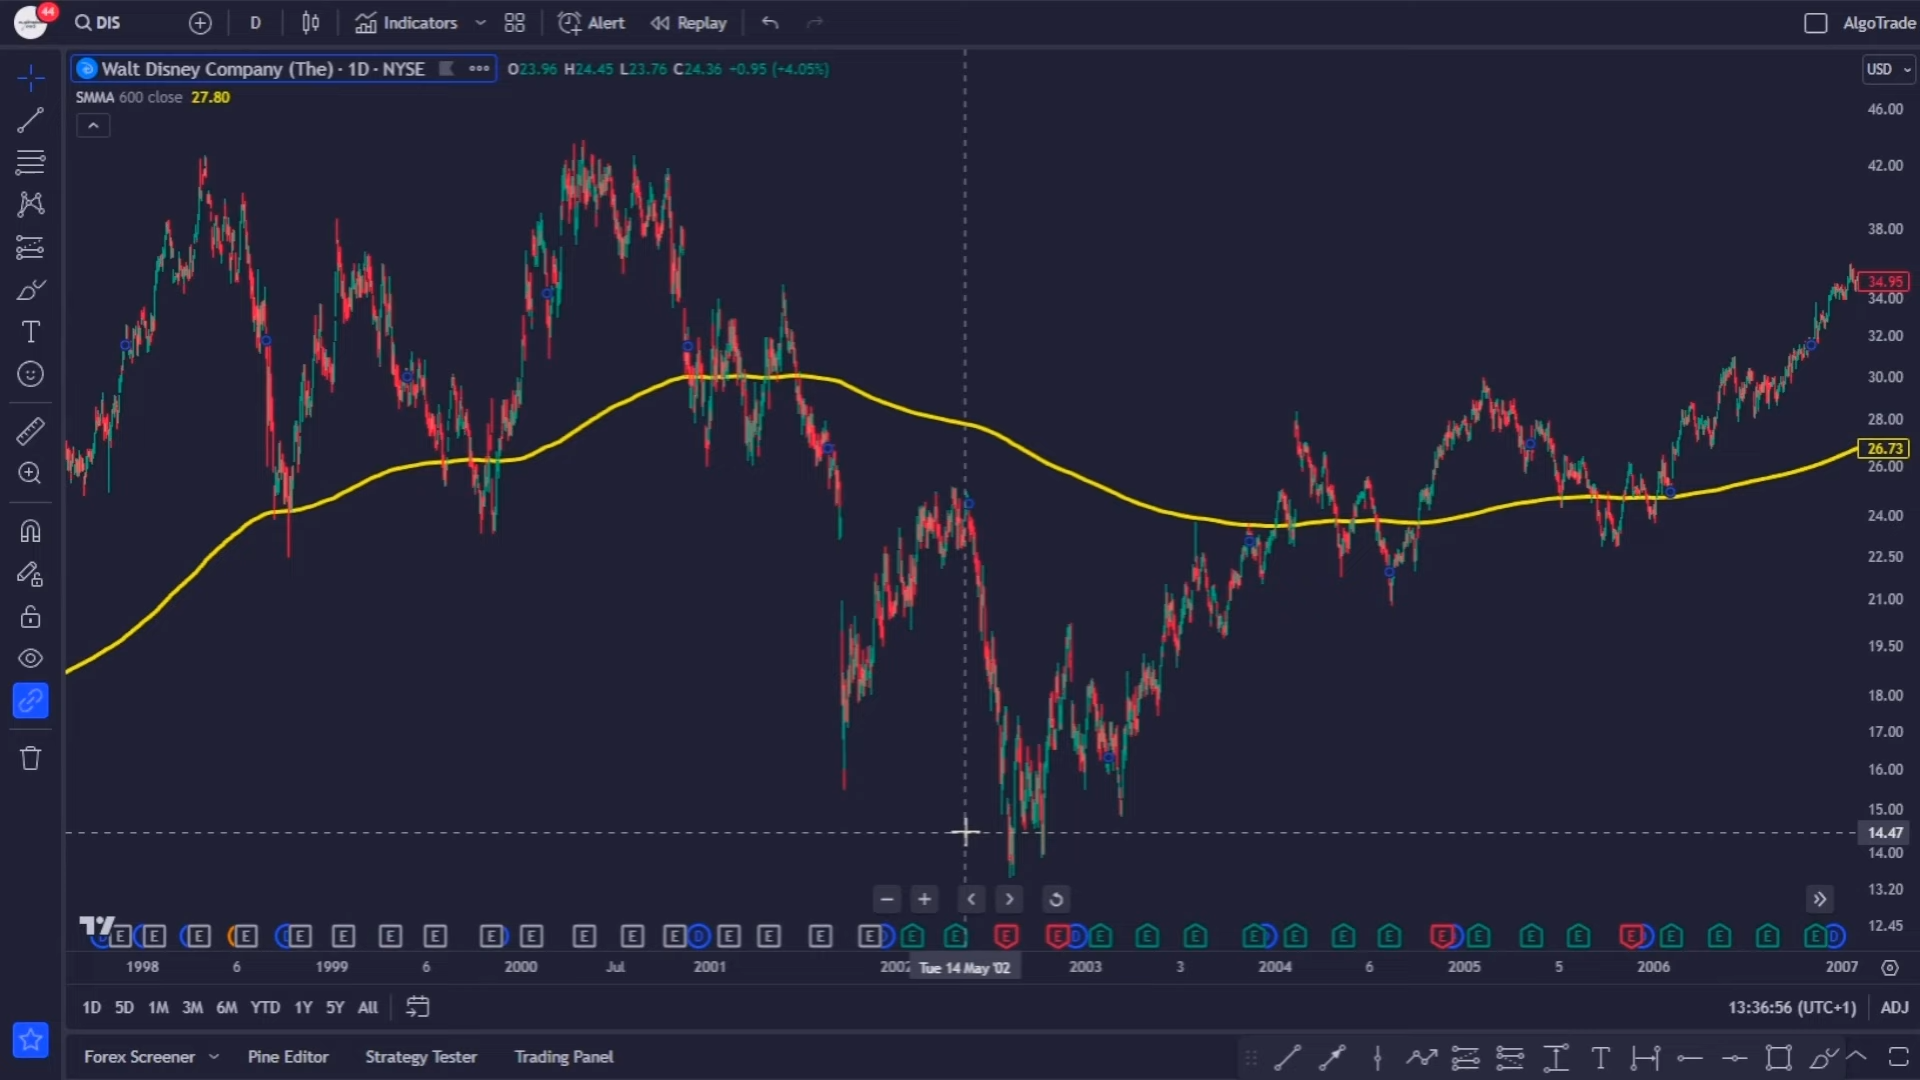 44
DIS
D
Indicators
Alert
Replay
AlgoTrade
Walt Disney Company (The) · 1D · NYSE
O23.96 H24.45 L23.76 C24.36 +0.95 (+4.05%)
USD
SMMA 600 close 27.80
46.00
42.00
38.00
34.95
34.00
32.00
30.00
28.00
26.73
26.00
24.00
22.50
21.00
19.50
18.00
17.00
16.00
15.00
14.47
14.00
13.20
12.45
E E E E E E E E E E E E E E E E E E E E E E E E E E E E E E E E E E E E E
D D D D
1998 6 1999 6 2000 Jul 2001 2002 Tue 14 May '02 2003 3 2004 6 2005 5 2006 2007
1D 5D 1M 3M 6M YTD 1Y 5Y All
13:36:56 (UTC+1) ADJ
Forex Screener Pine Editor Strategy Tester Trading Panel